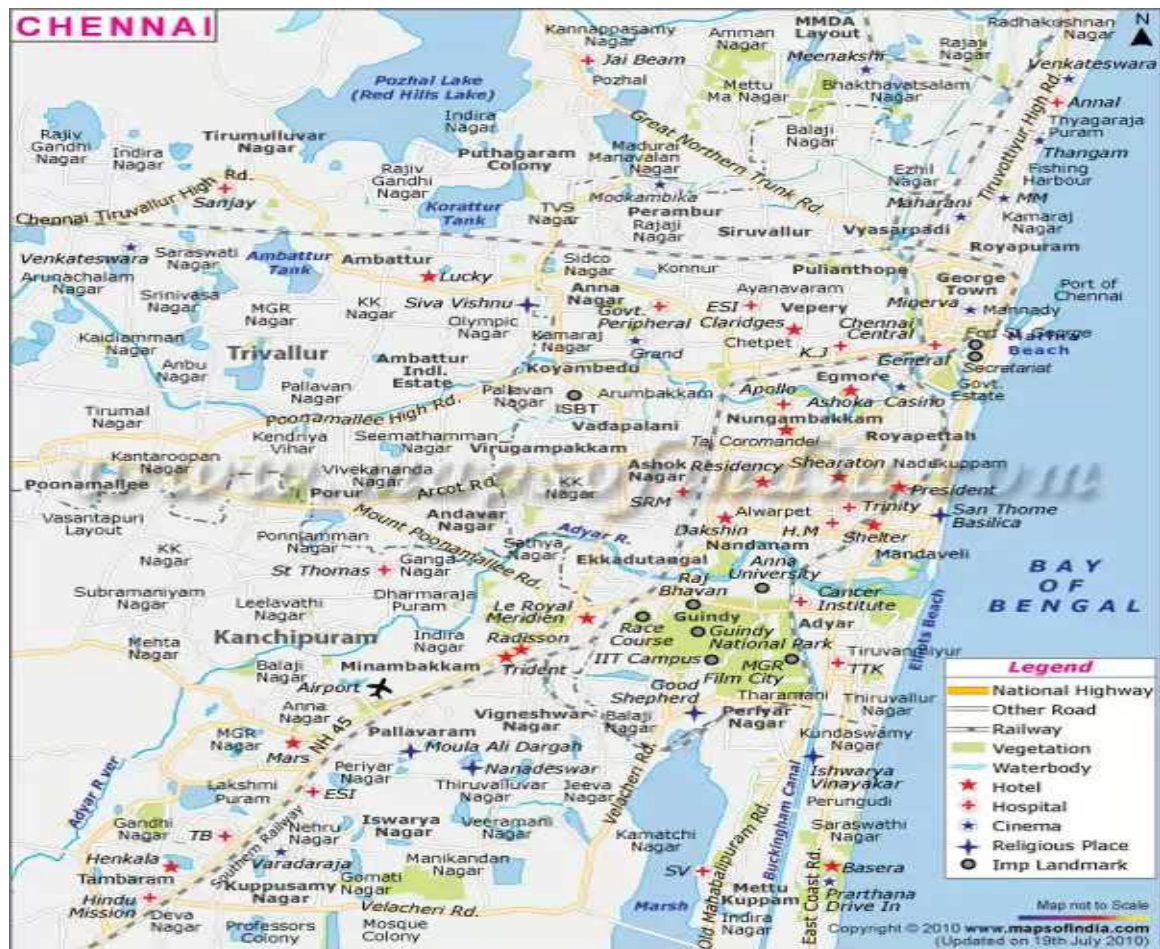 CHENNAI
N
Kannappasamy
Nagar
Jai Beam
Pozhal
Amman
Nagar
MMDA
Layout
Meenakshi
Radhakrishnan
Nagar
Rajaji
Nagar
Venkateswara
Pozhal Lake
(Red Hills Lake)
Mettu
Ma Nagar
Bhakthavatsalam
Nagar
Annal
Indira
Nagar
Great Northern Trunk Rd.
Balaji
Nagar
Thyagaraja
Puram
Thangam
Tiruvottiyur High Rd.
Rajiv
Gandhi
Nagar
Indira
Nagar
Tirumulluvar
Nagar
Puthagaram
Colony
Madurai
Manavalan
Nagar
Ezhil
Nagar
Fishing
Harbour
Rd.
Sanjay
Rajiv
Gandhi
Nagar
Mookambika
Maharani
MM
Chennai Tiruvallur High
Korattur
Tank
TVS
Nagar
Perambur
Rajaji
Nagar
Siruvallur
Vyasarpadi
Kamaraj
Nagar
Royapuram
Venkateswara
Saraswati
Nagar
Ambattur
Tank
Ambattur
Lucky
Sidco
Nagar
Konnur
Pulianthope
George
Town
Port of
Chennai
Arunachalam
Nagar
Srinivasa
Nagar
MGR
Nagar
KK
Nagar
Siva Vishnu
Olympic
Nagar
Anna
Nagar
Govt.
Peripheral
Ayanavaram
ESI
Vepery
Claridges
Minerva
Mannady
Kaidiamman
Nagar
Trivallur
Kamaraj
Nagar
Grand
Chetpet
K.J
Chennai
Central
General
Fort St. George
Marina
Beach
Secretariat
Anbu
Nagar
Ambattur
Indl.
Estate
Koyambedu
Egmore
Govt.
Estate
Pallavan
Nagar
Pallavan
Nagar
ISBT
Arumbakkam
Apollo
Ashoka
Casino
Tirumal
Nagar
Poonamallee High Rd.
Vadapalani
Nungambakkam
Taj Coromandel
Royapettah
Kendriya
Vihar
Seemathamman
Nagar
Virugampakkam
Kantaroopan
Nagar
Vivekananda
Nagar
Ashok
Nagar
Residency
Shearaton
Nadukuppam
www.mapsofindia.com
Poonamallee
Porur
Arcot Rd.
KK
Nagar
SRM
President
Trinity
San Thome
Basilica
Vasantapuri
Layout
Mount Poonamallee Rd.
Andavar
Nagar
Alwarpet
Dakshin
H.M
Shelter
Ponniamman
Nagar
Sathya
Nagar
Adyar R.
Nandanam
Mandaveli
KK
Nagar
St Thomas
Ganga
Nagar
Ekkadutangal
Anna
University
BAY
OF
BENGAL
Subramaniyam
Nagar
Leelavathi
Nagar
Dharmaraja
Puram
Raj
Bhavan
Cancer
Institute
Le Royal
Meridien
Guindy
Race
Course
Guindy
National Park
Adyar
Elliots Beach
Mehta
Nagar
Kanchipuram
Indira
Nagar
Radisson
Trident
IIT Campus
MGR
Film City
Tiruvanmiyur
TTK
Balaji
Nagar
Minambakkam
Airport
Good
Shepherd
Tharamani
Thiruvallur
Nagar
Anna
Nagar
NH 45
Vigneshwar
Nagar
Balaji
Nagar
Periyar
Nagar
MGR
Nagar
Mars
Pallavaram
Moula Ali Dargah
Kundaswamy
Nagar
Periyar
Nagar
Nanadeswar
Velacheri Rd.
Ishwarya
Vinayakar
Adyar R ver
Lakshmi
Puram
ESI
Thiruvalluvar
Nagar
Jeeva
Nagar
Perungudi
Gandhi
Nagar
TB
Southern Railway
Nehru
Nagar
Iswarya
Nagar
Veeramani
Nagar
Kamatchi
Nagar
Old Mahabalipuram Rd.
Buckingham Canal
Saraswathi
Nagar
Henkala
Varadaraja
Manikandan
Nagar
SV
East Coast Rd.
Basera
Tambaram
Kuppusamy
Nagar
Gomati
Nagar
Mettu
Kuppam
Prarthana
Drive In
Hindu
Mission
Velacheri Rd.
Marsh
Deva
Nagar
Professors
Colony
Mosque
Colony
Indira
Nagar
Legend
National Highway
Other Road
Railway
Vegetation
Waterbody
Hotel
Hospital
Cinema
Religious Place
Imp Landmark
Map not to Scale
Copyright © 2010 www.mapsofindia.com
(Updated on 19th July 2010)